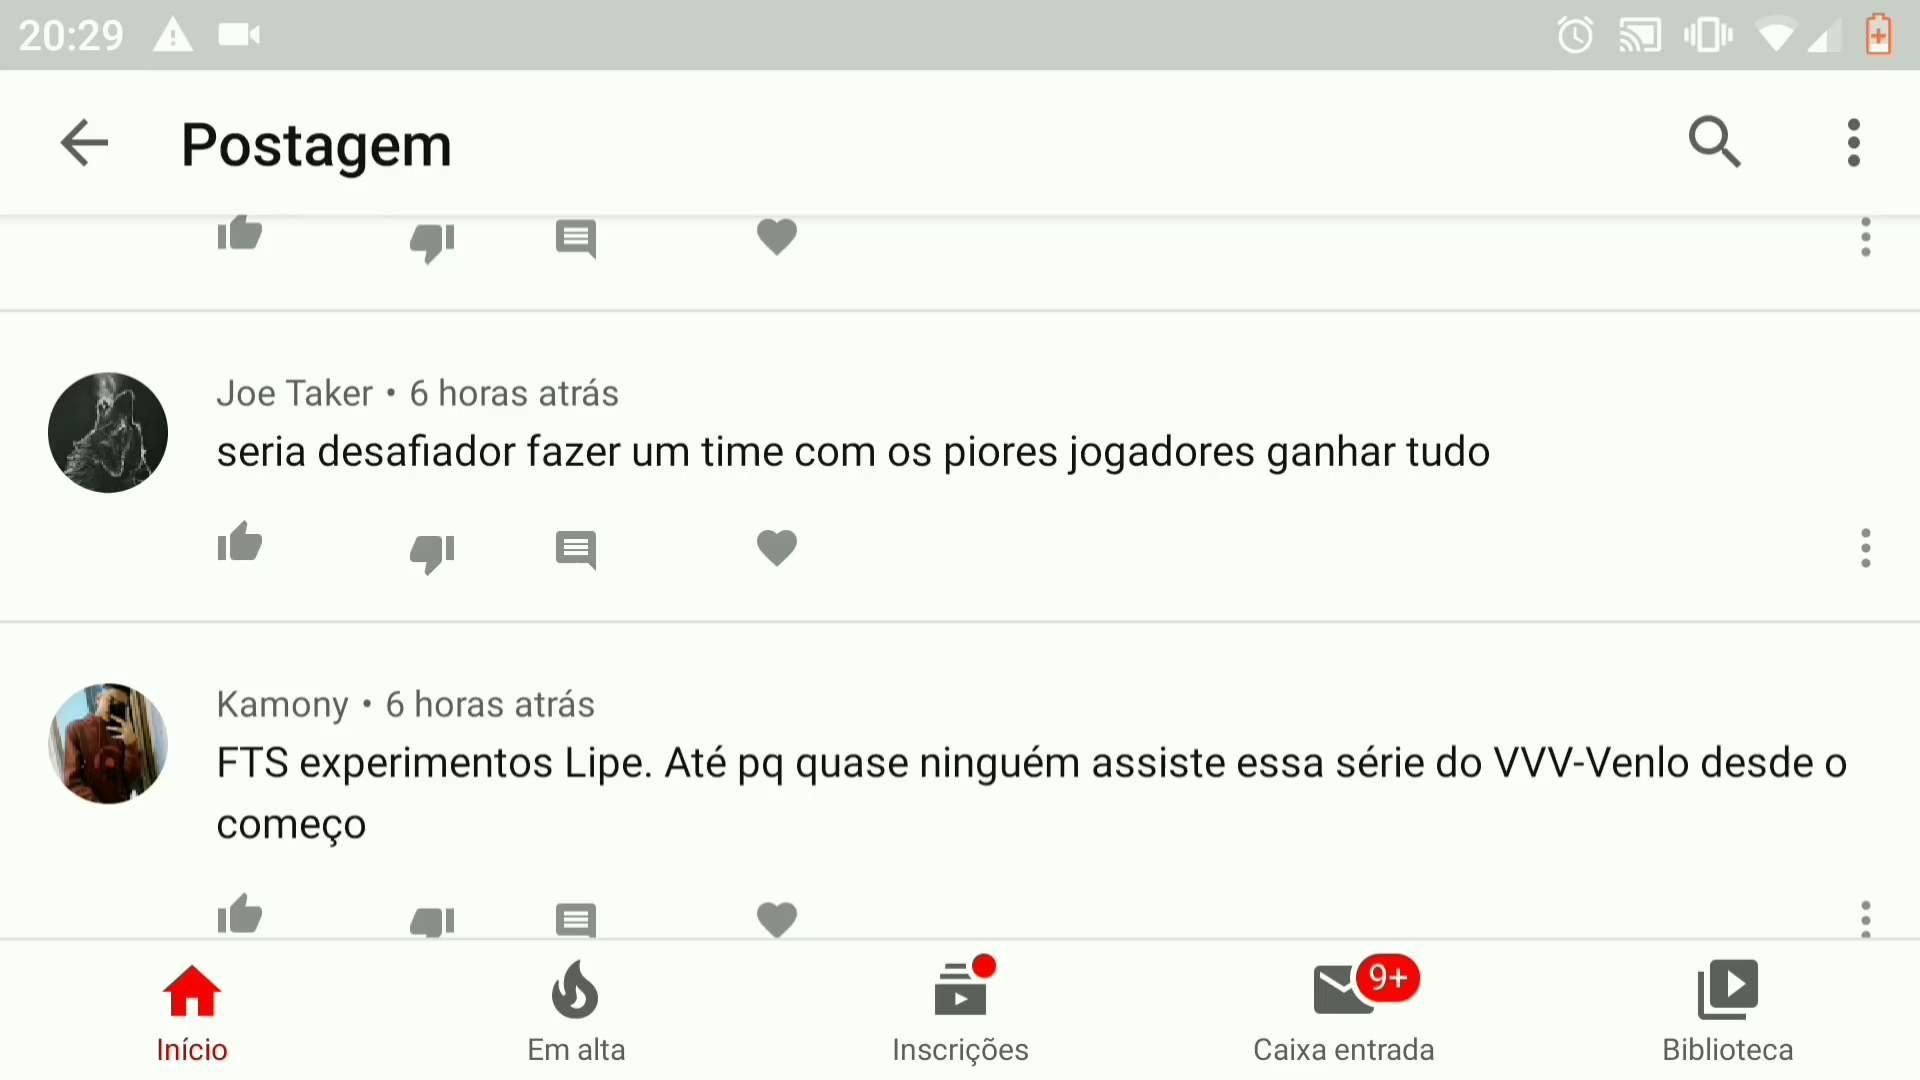 20:29
Postagem
Joe Taker • 6 horas atrás
seria desafiador fazer um time com os piores jogadores ganhar tudo
Kamony • 6 horas atrás
FTS experimentos Lipe. Até pq quase ninguém assiste essa série do VVV-Venlo desde o
começo
9+
Início
Em alta
Inscrições
Caixa entrada
Biblioteca